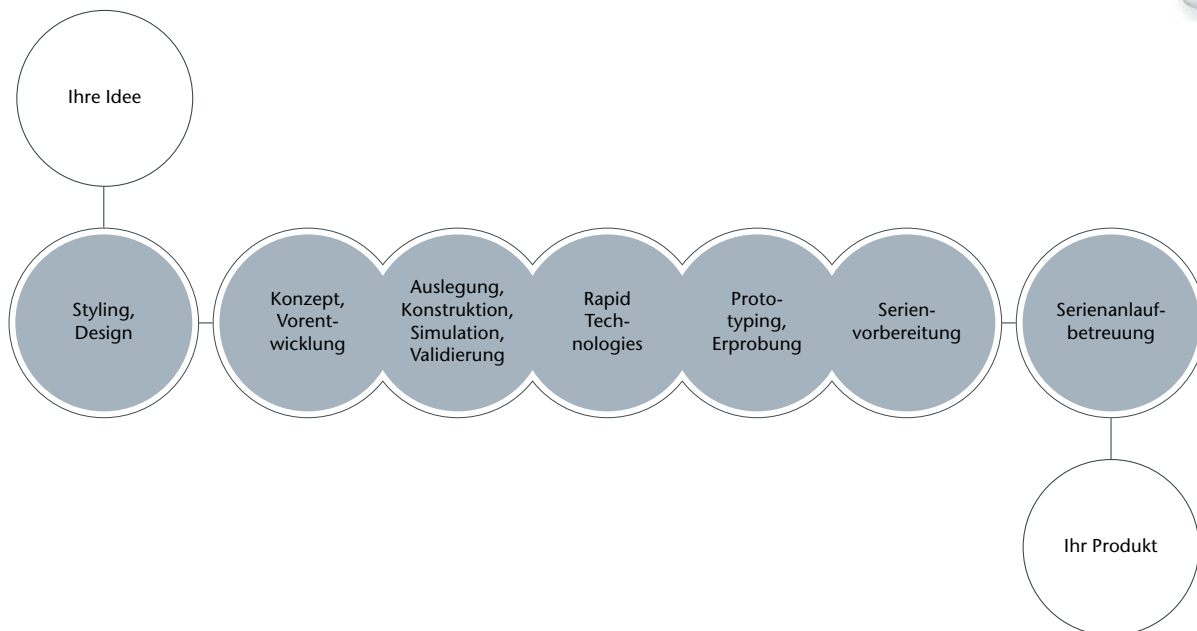 Ihre Idee
Styling,
Design
Konzept,
Vorent-
wicklung
Auslegung,
Konstruktion,
Simulation,
Validierung
Rapid
Tech-
nologies
Proto-
typing,
Erprobung
Serien-
vorbereitung
Serienanlauf-
betreuung
Ihr Produkt